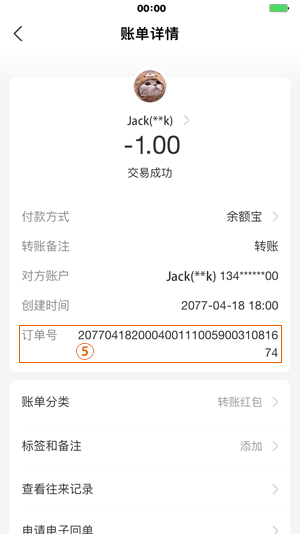 00:00
账单详情
Jack(**k)
-1.00
交易成功
付款方式 余额宝
转账备注 转账
对方账户 Jack(**k) 134******00
创建时间 2077-04-18 18:00
订单号 20770418200040011100590031081​6
⑤ 74
账单分类 转账红包
标签和备注 添加
查看往来记录
申请电子回单